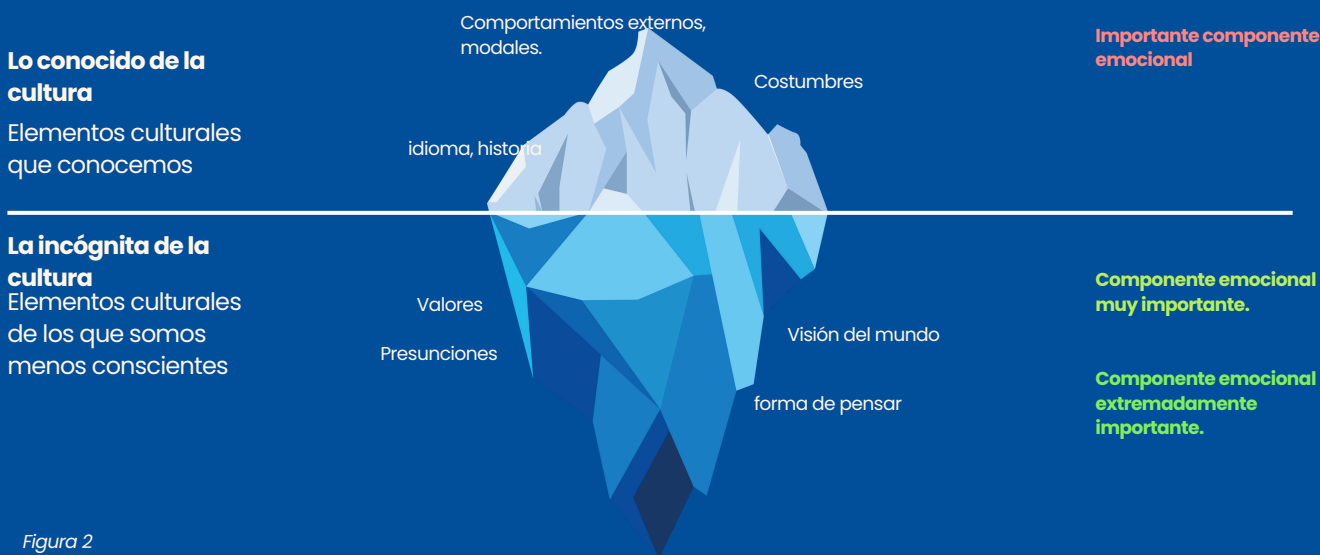 Comportamientos externos,
modales.
Importante componente
emocional
Lo conocido de la
cultura
Costumbres
Elementos culturales
que conocemos
idioma, historia
La incógnita de la
cultura
Elementos culturales
de los que somos
menos conscientes
Componente emocional
muy importante.
Valores
Visión del mundo
Presunciones
Componente emocional
extremadamente
importante.
forma de pensar
Figura 2